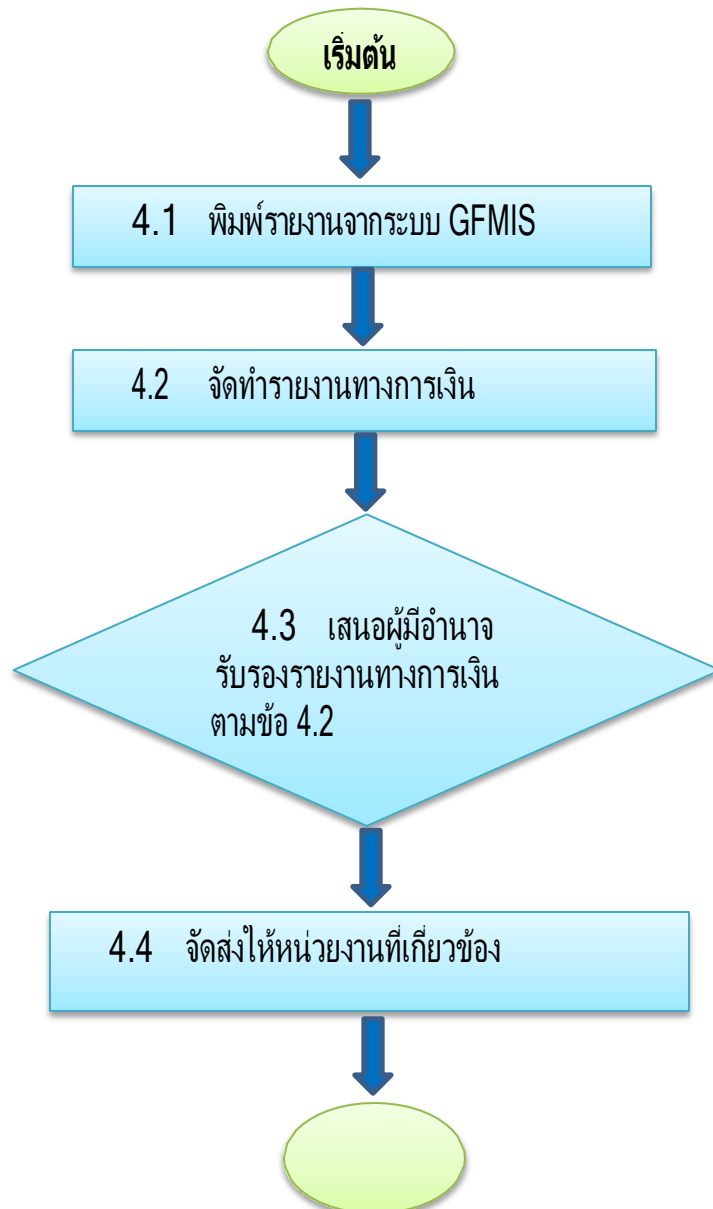 เริ่มต้น
4.1 พิมพ์รายงานจากระบบ GFMIS
4.2 จัดทำรายงานทางการเงิน
4.3 เสนอผู้มีอำนาจ
รับรองรายงานทางการเงิน
ตามข้อ 4.2
4.4 จัดส่งให้หน่วยงานที่เกี่ยวข้อง